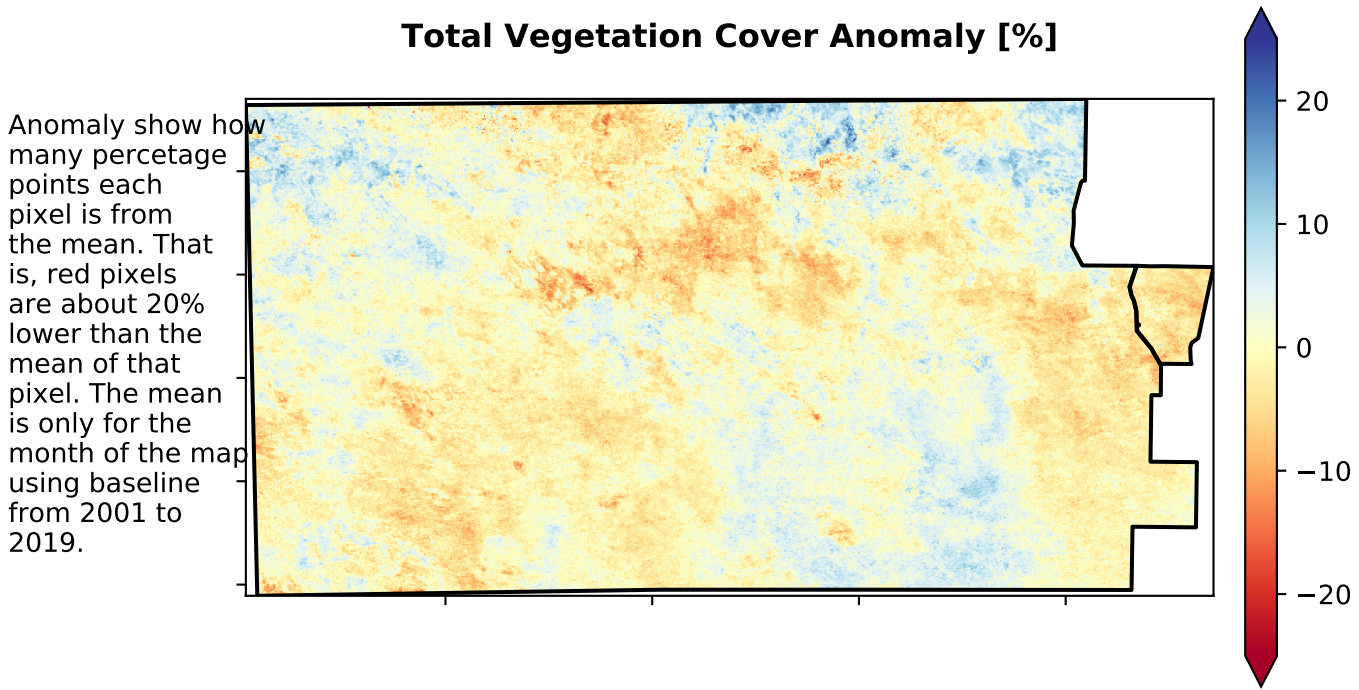 Total Vegetation Cover Anomaly [%]
Anomaly show how
many percetage
points each
pixel is from
the mean. That
is, red pixels
are about 20%
lower than the
mean of that
pixel. The mean
is only for the
month of the map
using baseline
from 2001 to
2019.
20
10
0
−10
−20